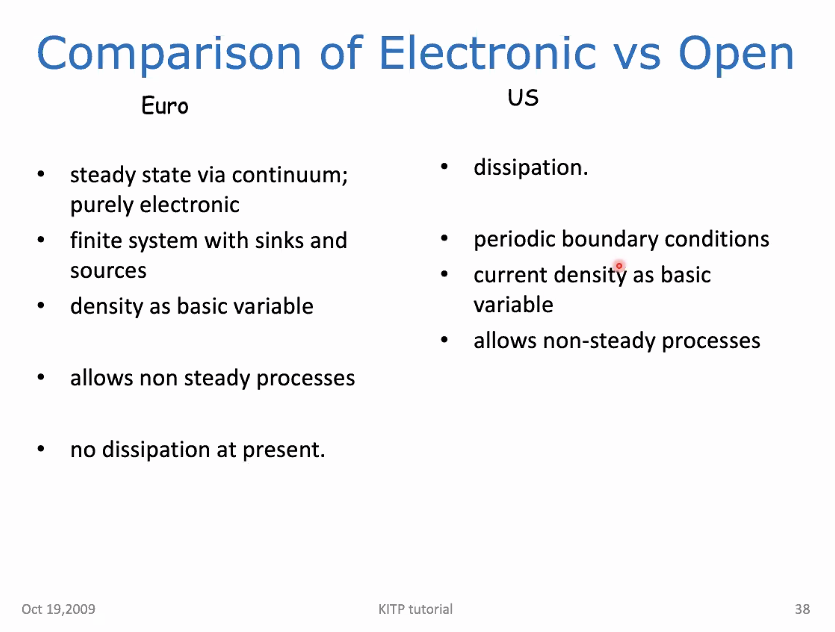 Comparison of Electronic vs Open
Euro
• steady state via continuum;
purely electronic
• finite system with sinks and
sources
• density as basic variable
• allows non steady processes
• no dissipation at present.
US
• dissipation.
• periodic boundary conditions
• current density as basic
variable
• allows non-steady processes
Oct 19,2009
KITP tutorial
38